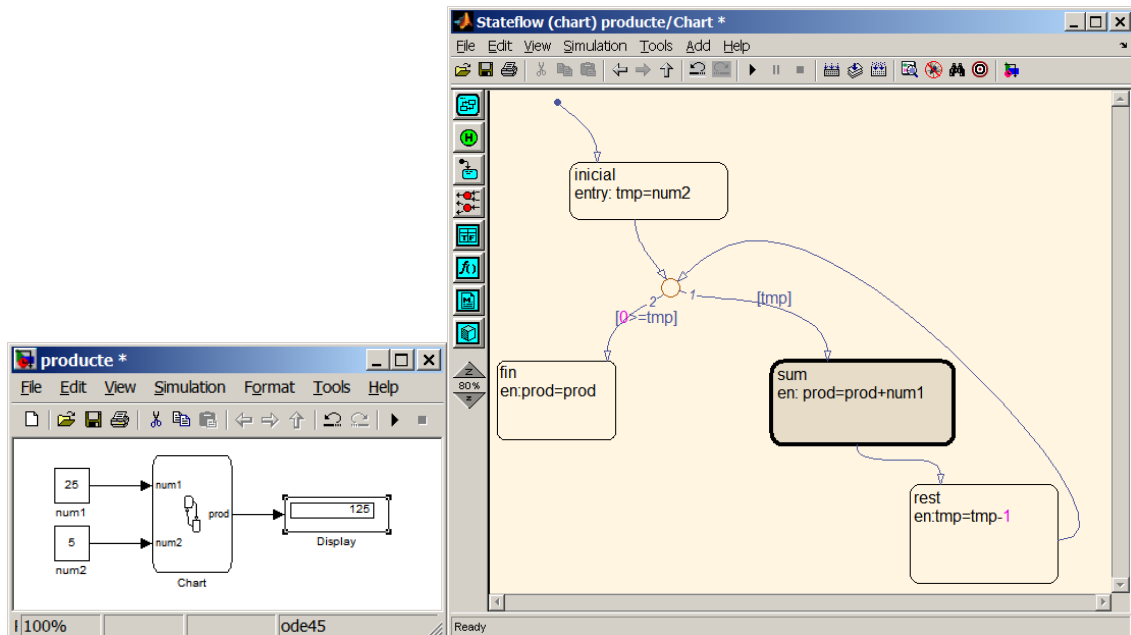 Stateflow (chart) producte/Chart *
File Edit View Simulation Tools Add Help
inicial
entry: tmp=num2
2
1
[tmp]
[0>=tmp]
fin
en:prod=prod
sum
en: prod=prod+num1
rest
en:tmp=tmp-1
80%
Ready
producte *
File Edit View Simulation Format Tools Help
25
num1
5
num2
num1
num2
prod
Chart
125
Display
100%
ode45